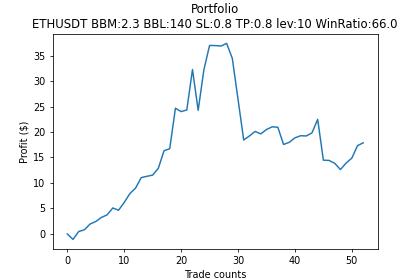 Portfolio
ETHUSDT BBM:2.3 BBL:140 SL:0.8 TP:0.8 lev:10 WinRatio:66.0
35
30
25
20
15
10
5
0
Profit ($)
0 10 20 30 40 50
Trade counts